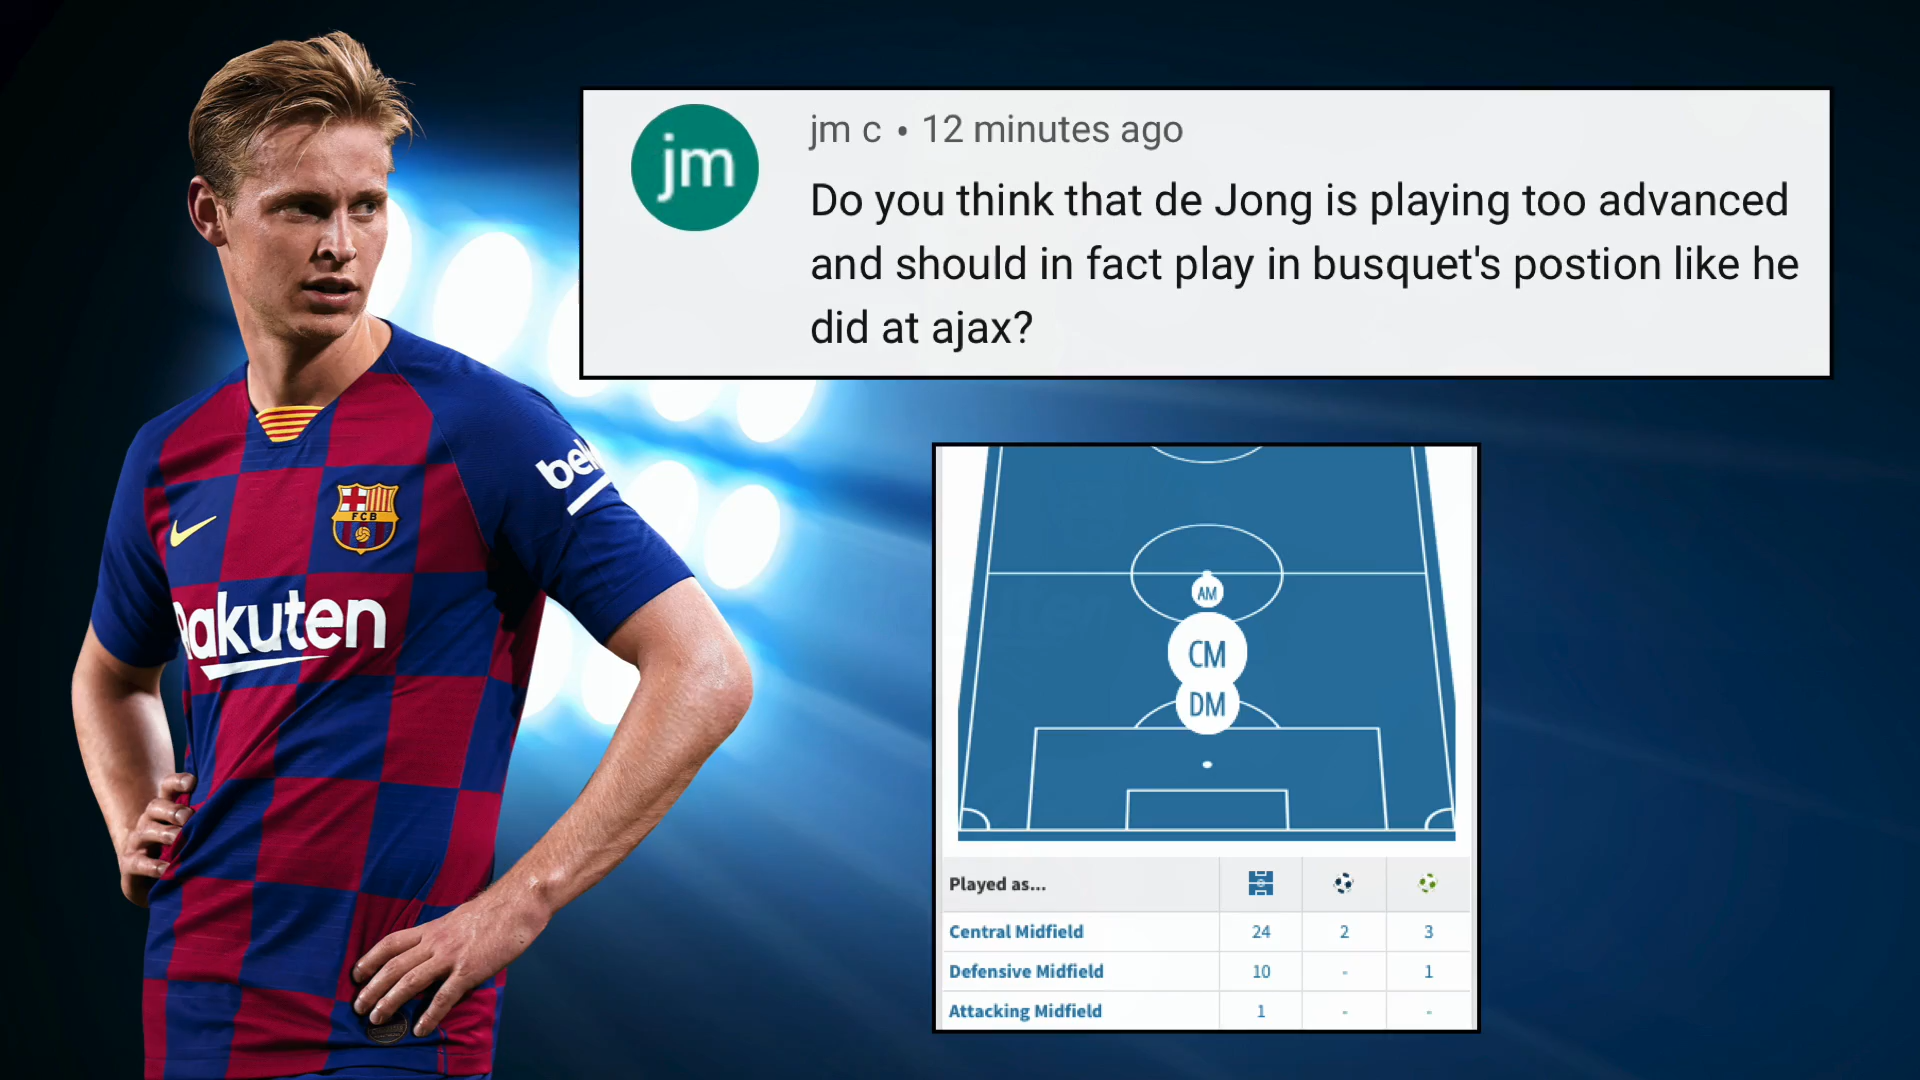 jm
jm c • 12 minutes ago
Do you think that de Jong is playing too advanced
and should in fact play in busquet's postion like he
did at ajax?
bek
FCB
Rakuten
AM
CM
DM
Played as...
Central Midfield 24 2 3
Defensive Midfield 10 - 1
Attacking Midfield 1 - -